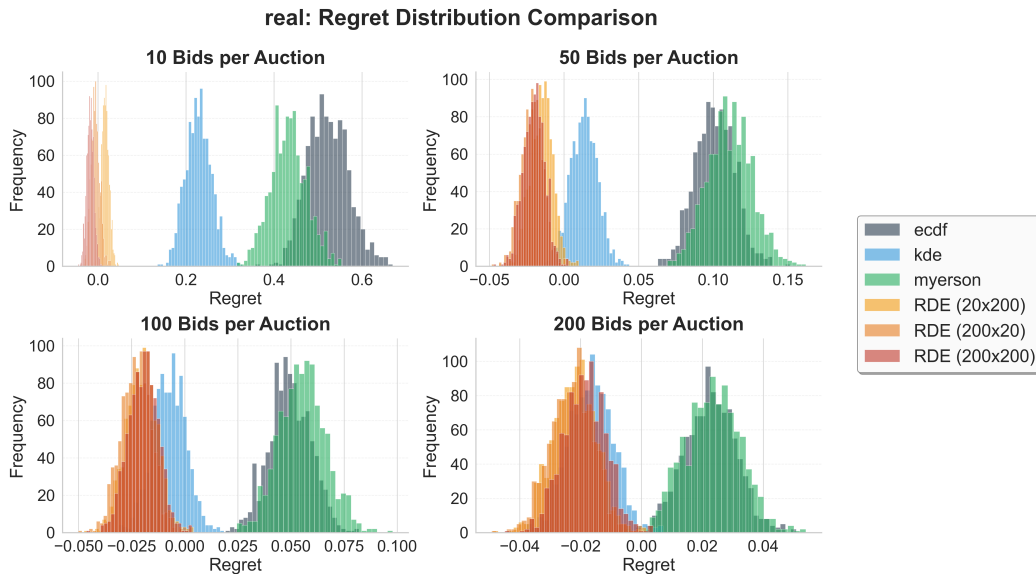 real: Regret Distribution Comparison
10 Bids per Auction
Frequency
100
80
60
40
20
0
0.0 0.2 0.4 0.6
Regret
50 Bids per Auction
Frequency
100
80
60
40
20
0
−0.05 0.00 0.05 0.10 0.15
Regret
100 Bids per Auction
Frequency
100
80
60
40
20
0
−0.050 −0.025 0.000 0.025 0.050 0.075 0.100
Regret
200 Bids per Auction
Frequency
100
80
60
40
20
0
−0.04 −0.02 0.00 0.02 0.04
Regret
ecdf
kde
myerson
RDE (20x200)
RDE (200x20)
RDE (200x200)